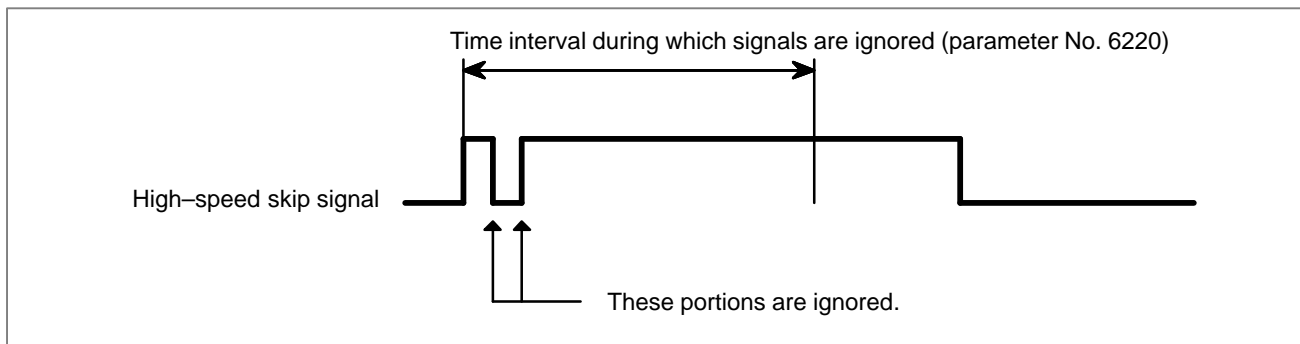 Time interval during which signals are ignored (parameter No. 6220)
High–speed skip signal
These portions are ignored.